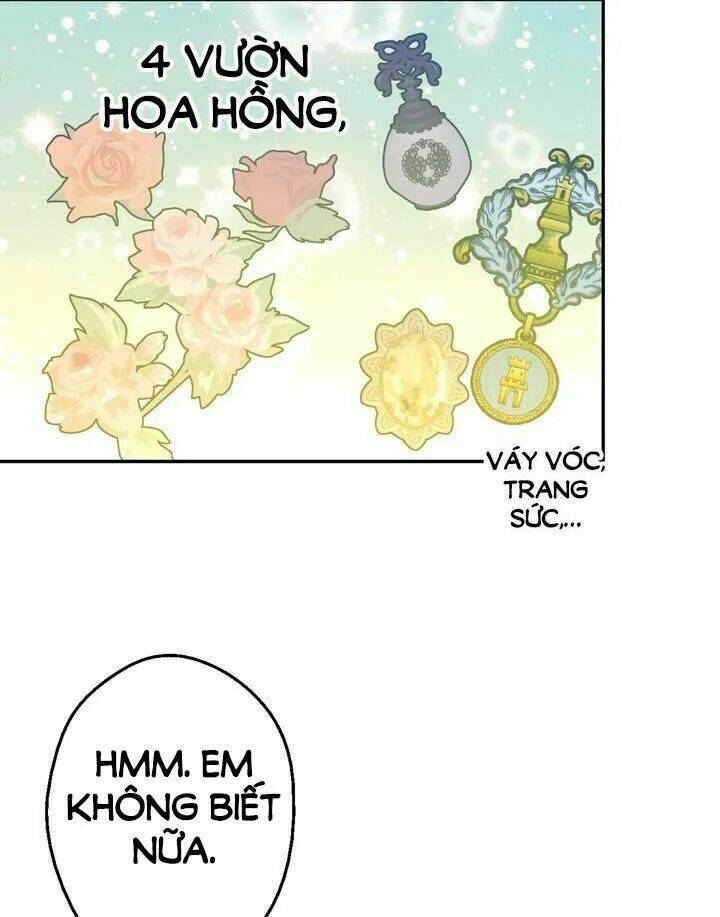 4 VƯỜN
HOA HỒNG,
VÁY VÓC,
TRANG
SỨC,...
HMM. EM
KHÔNG BIẾT
NỮA.